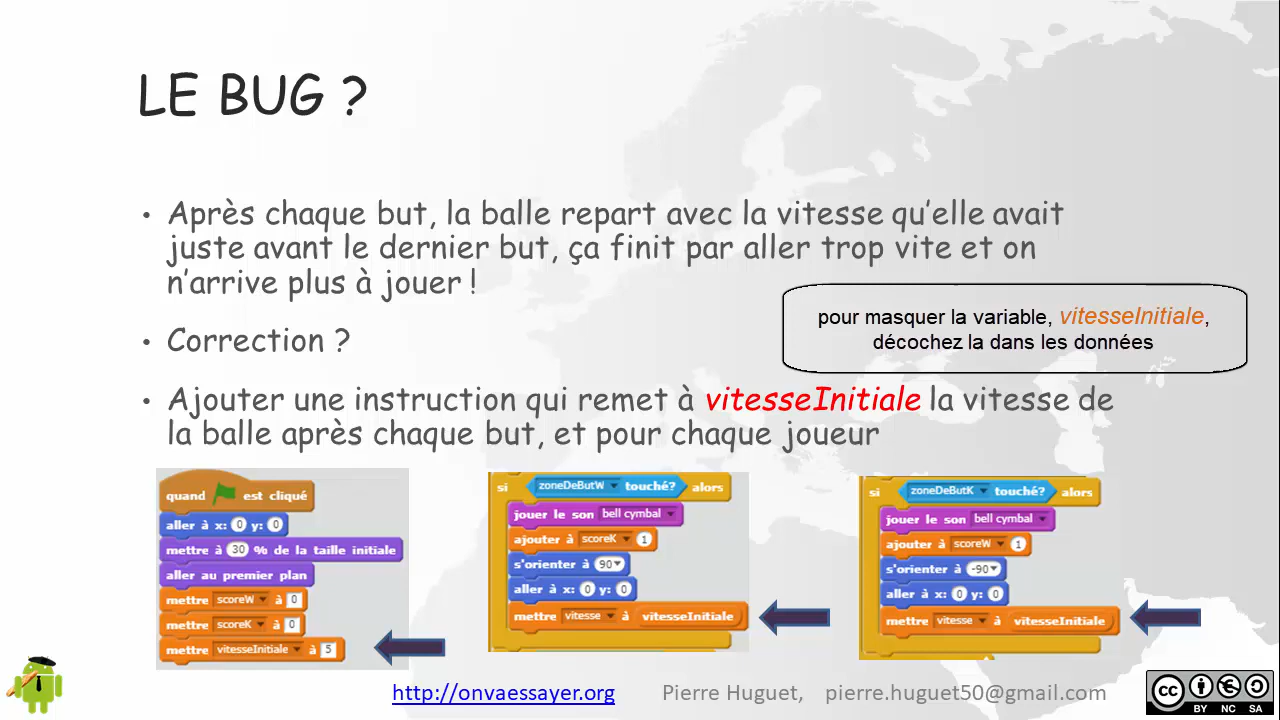 LE BUG ?
• Après chaque but, la balle repart avec la vitesse qu'elle avait
juste avant le dernier but, ça finit par aller trop vite et on
n'arrive plus à jouer !
pour masquer la variable, vitesseInitiale,
décochez la dans les données
• Correction ?
• Ajouter une instruction qui remet à vitesseInitiale la vitesse de
la balle après chaque but, et pour chaque joueur
quand est cliqué
aller à x: 0 y: 0
mettre à 30 % de la taille initiale
aller au premier plan
mettre scoreW à 0
mettre scoreK à 0
mettre vitesseInitiale à 5
si zoneDeButW touché? alors
jouer le son bell cymbal
ajouter à scoreK 1
s'orienter à 90
aller à x: 0 y: 0
mettre vitesse à vitesseInitiale
si zoneDeButK touché? alors
jouer le son bell cymbal
ajouter à scoreW 1
s'orienter à -90
aller à x: 0 y: 0
mettre vitesse à vitesseInitiale
http://onvaessayer.org Pierre Huguet, pierre.huguet50@gmail.com
cc
BY NC SA